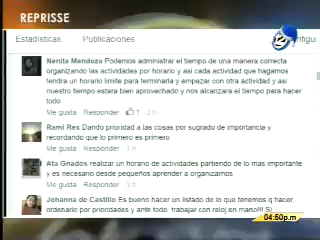 REPRISSE
Estadísticas Publicaciones
12
Nenita Mendoza Podemos administrar el tiempo de una manera correcta
organizando las actividades por horario y asi cada actividad que hagamos
tendra un horario limite para terminarla y empezar con otra actividad y asi
nuestro tiempo estara bien aprovechado y nos alcanzara el tiempo para hacer
todo
Me gusta Responder 1 2 h
Rami Rex Dando prioridad a las cosas por sugrado de importancia y
recordando que lo primero es primero
Me gusta Responder 3 h
Ata Gnados realizar un horario de actividades partiendo de lo mas importante
y es necesario desde pequeños aprender a organizarnos
Me gusta Responder 3 h
Johanna de Castillo Es bueno hacer un listado de lo que tenemos q hacer
ordenarlo por prioridades y ante todo trabajar con reloj en mano!!! Si
04:50p.m